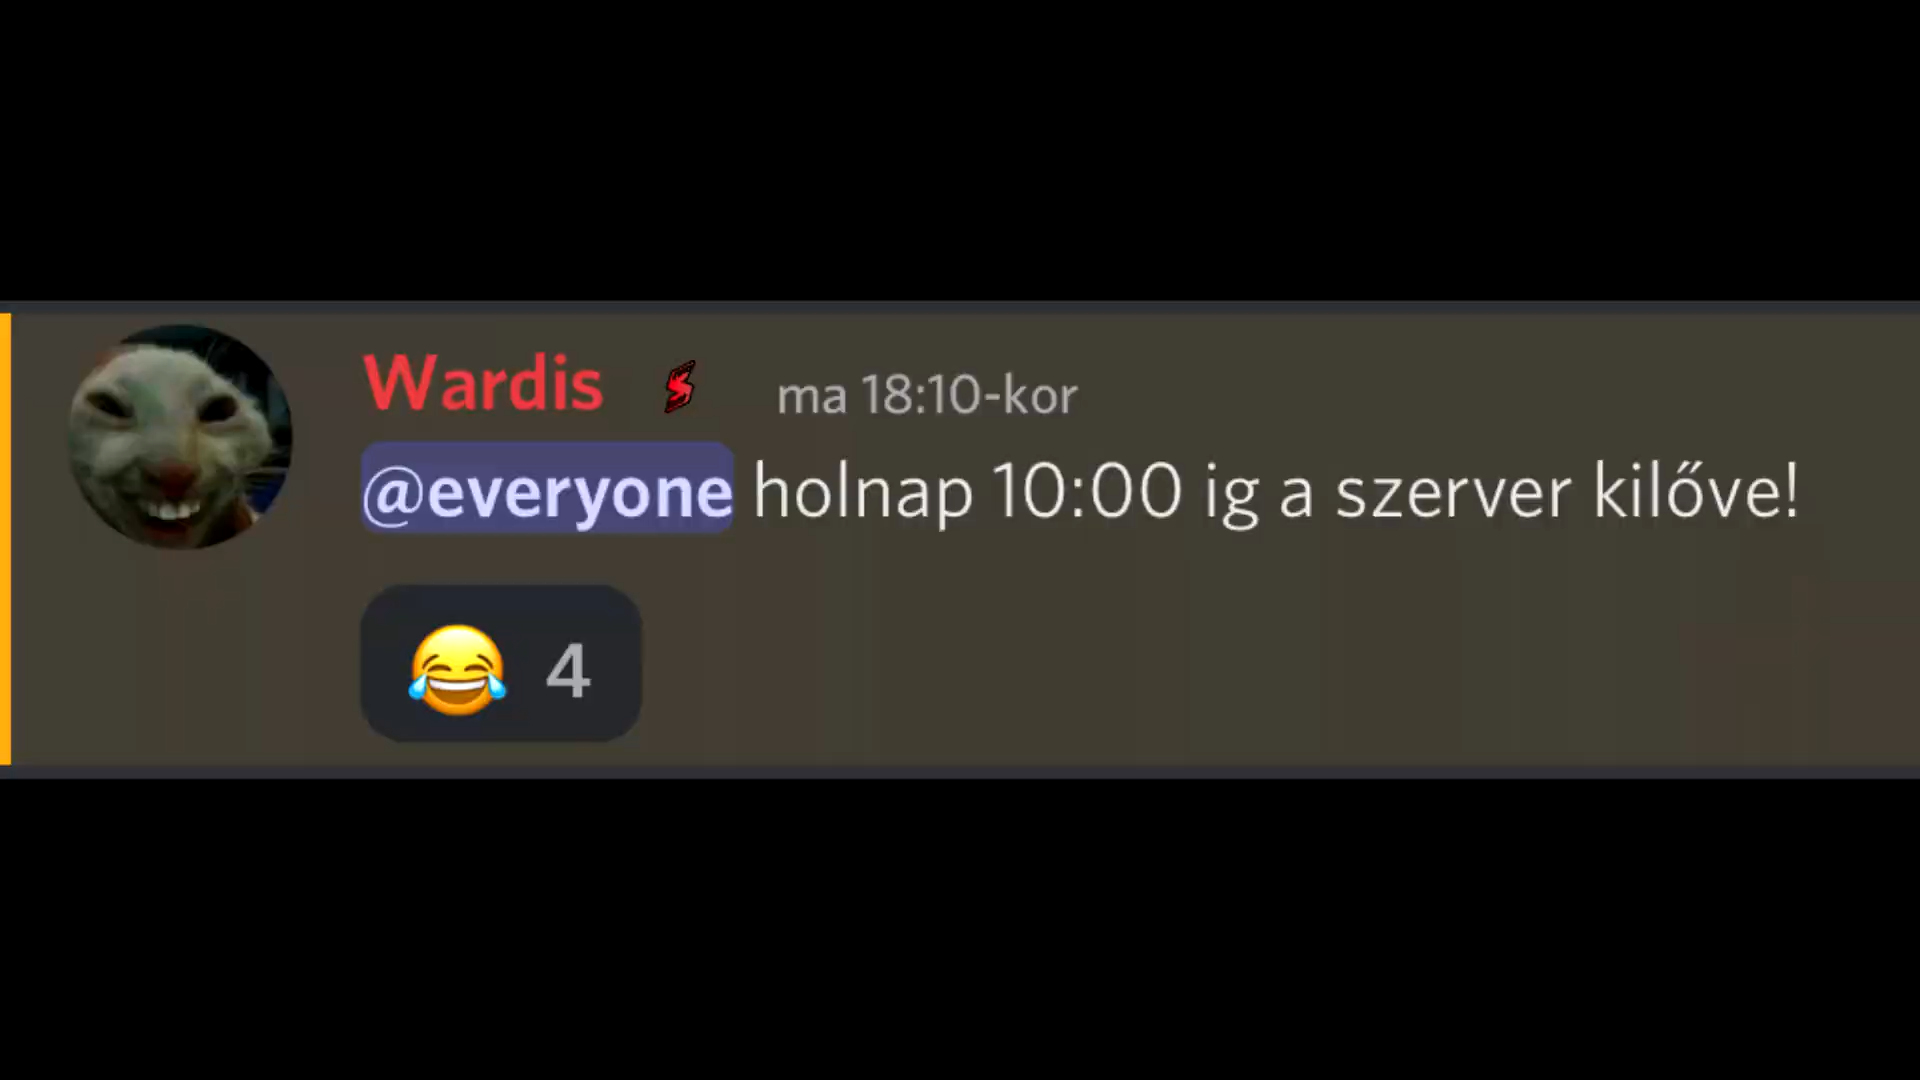 Wardis ma 18:10-kor
@everyone holnap 10:00 ig a szerver kilőve!
😂 4